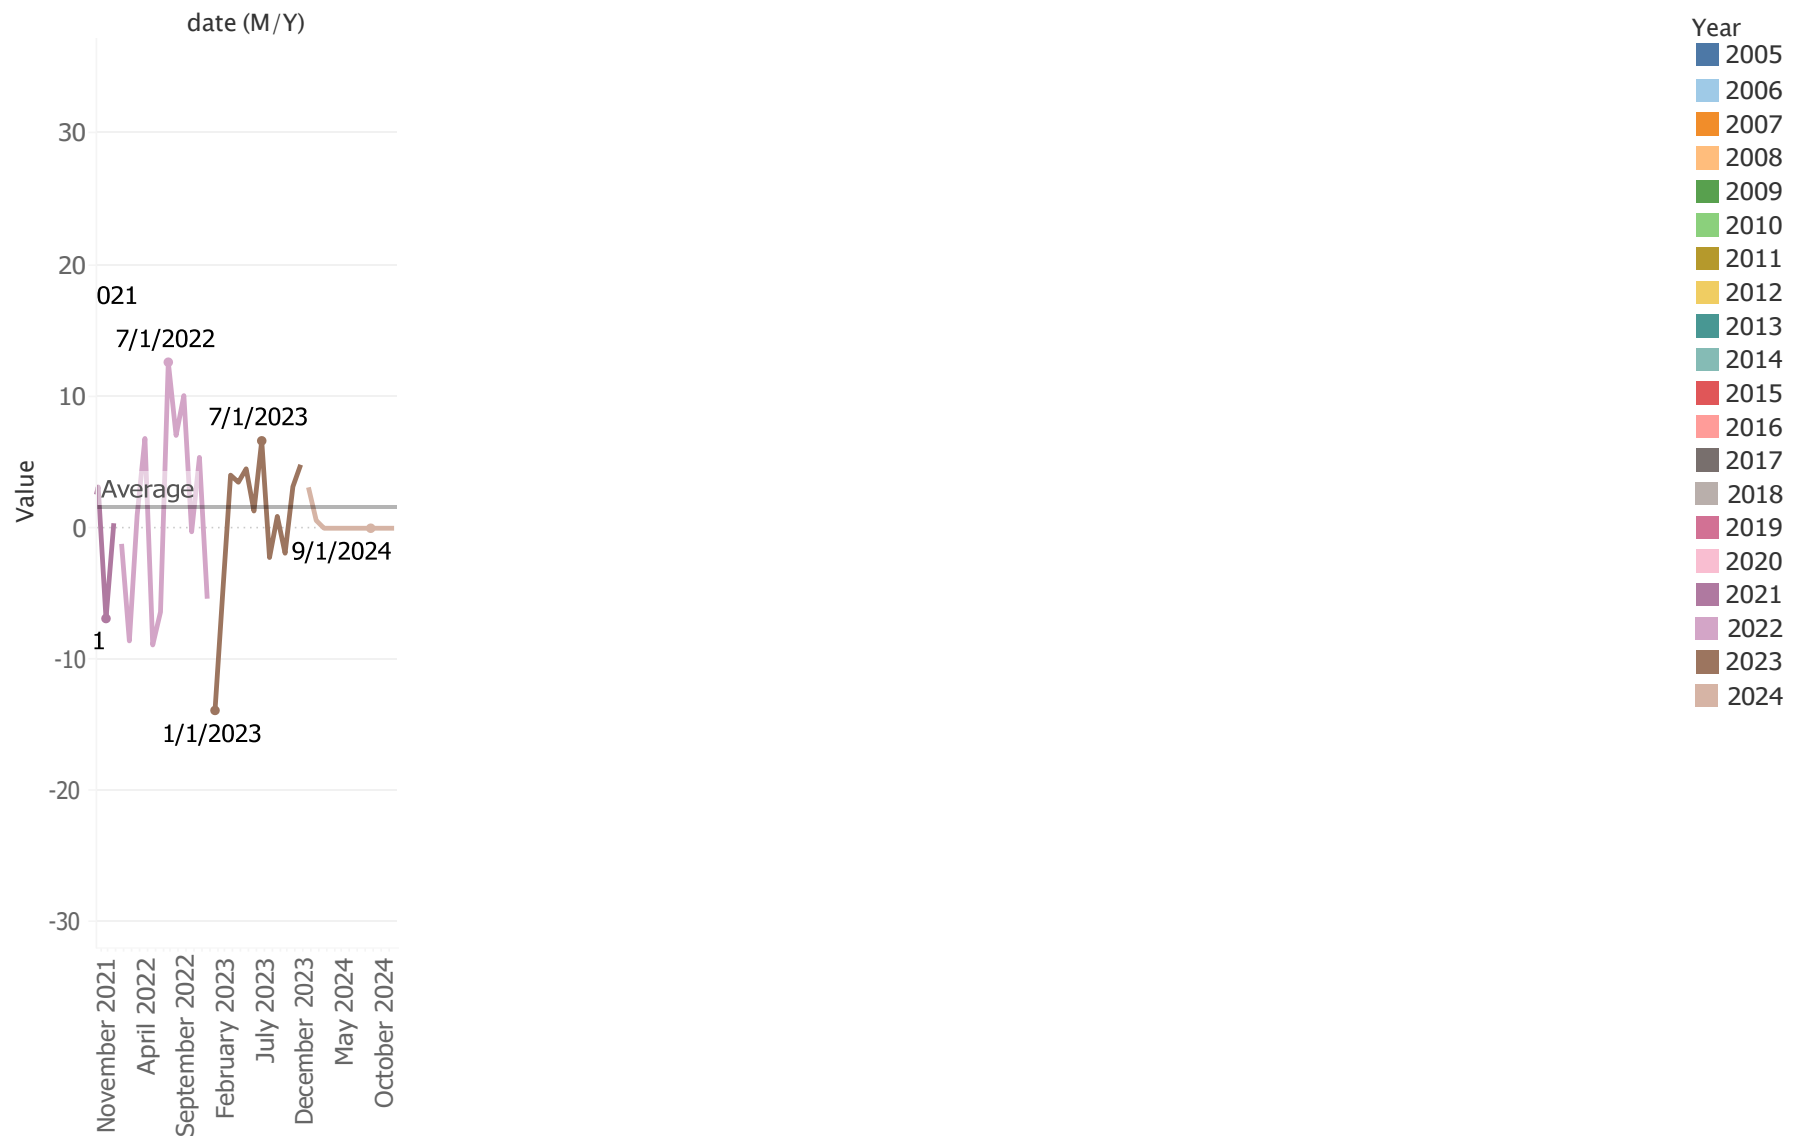 date (M/Y)
Value
30
20
10
0
-10
-20
-30
021
7/1/2022
7/1/2023
Average
9/1/2024
1
1/1/2023
November 2021
April 2022
September 2022
February 2023
July 2023
December 2023
May 2024
October 2024
Year
2005
2006
2007
2008
2009
2010
2011
2012
2013
2014
2015
2016
2017
2018
2019
2020
2021
2022
2023
2024